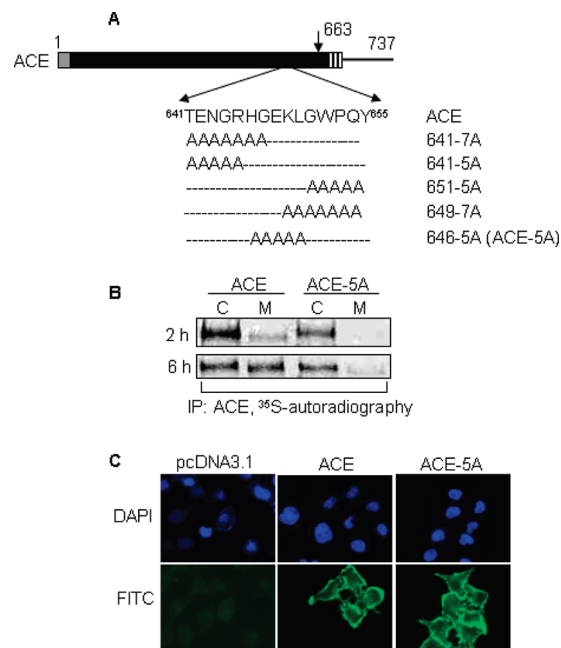 A
1 663 737
ACE
641TENGRHGEKLGWPQY655 ACE
AAAAAAA-------------- 641-7A
AAAAA-------------------- 641-5A
--------------------AAAAA 651-5A
----------------AAAAAAA 649-7A
-----------AAAAA----------- 646-5A (ACE-5A)
B
ACE ACE-5A
C M C M
2 h
6 h
IP: ACE, 35S-autoradiography
C
pcDNA3.1 ACE ACE-5A
DAPI
FITC